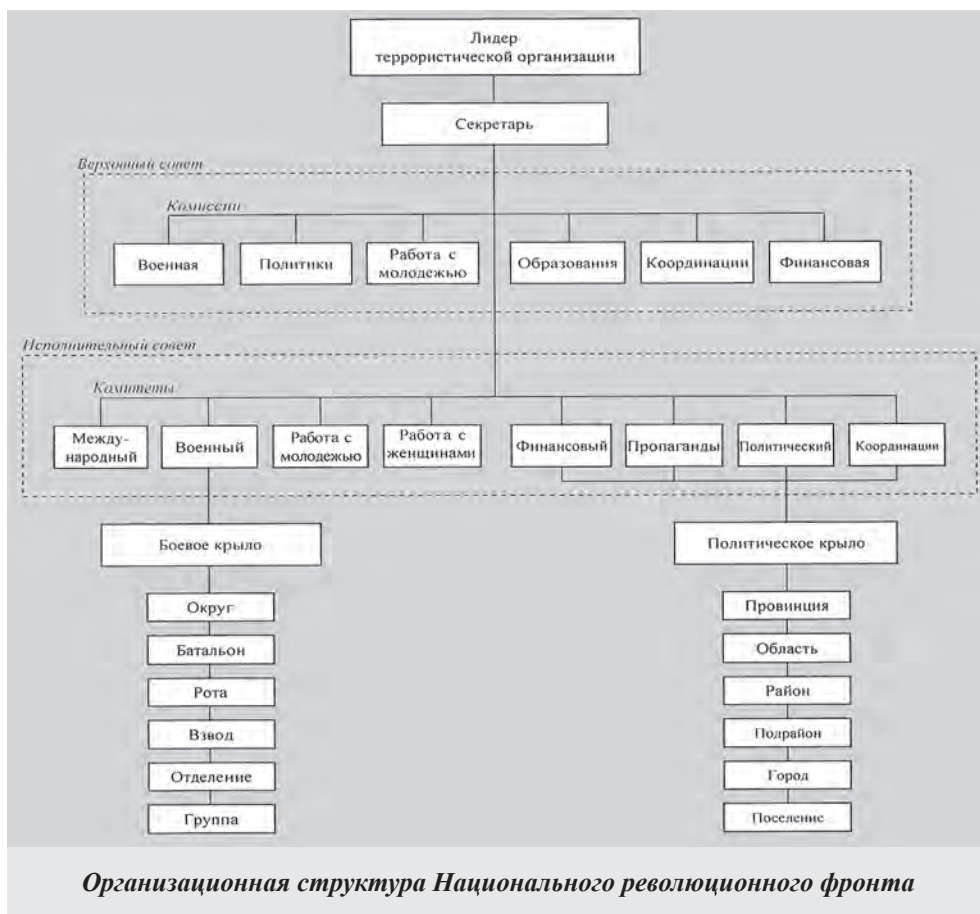 Лидер
террористической организации
Секретарь
Верховный совет
Комиссии
Военная
Политики
Работа с
молодежью
Образования
Координации
Финансовая
Исполнительный совет
Комитеты
Между-
народный
Военный
Работа с
молодежью
Работа с
женщинами
Финансовый
Пропаганды
Политический
Координации
Боевое крыло
Политическое крыло
Округ
Провинция
Батальон
Область
Рота
Район
Взвод
Подрайон
Отделение
Город
Группа
Поселение
Организационная структура Национального революционного фронта